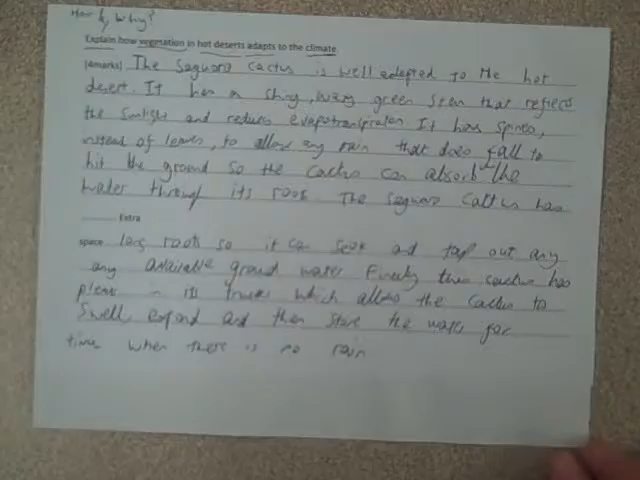 How & Why?
Explain how vegetation in hot deserts adapts to the climate
(4marks) The Saguaro cactus is well adapted to the hot
desert. It has a shiny, waxy green stem that reflects
the sunlight and reduces evapotranspiration. It has spines,
instead of leaves, to allow any rain that does fall to
hit the ground so the cactus can absorb the
water through its roots. The Saguaro cactus has
Extra
space long roots so it can seek and tap out any
any available ground water Finally this cactus has
pleats in its trunk which allows the cactus to
swell, expand and then store the water for
time when there is no rain